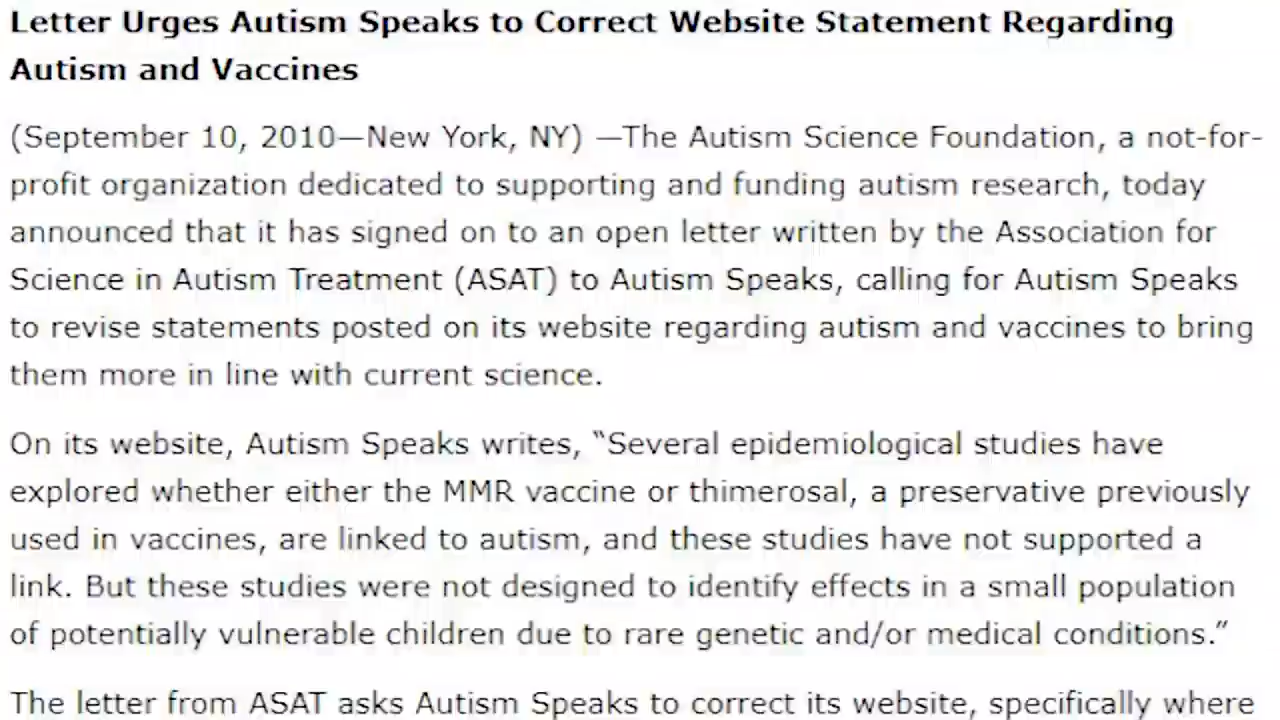 Letter Urges Autism Speaks to Correct Website Statement Regarding
Autism and Vaccines
(September 10, 2010—New York, NY) —The Autism Science Foundation, a not-for-
profit organization dedicated to supporting and funding autism research, today
announced that it has signed on to an open letter written by the Association for
Science in Autism Treatment (ASAT) to Autism Speaks, calling for Autism Speaks
to revise statements posted on its website regarding autism and vaccines to bring
them more in line with current science.
On its website, Autism Speaks writes, “Several epidemiological studies have
explored whether either the MMR vaccine or thimerosal, a preservative previously
used in vaccines, are linked to autism, and these studies have not supported a
link. But these studies were not designed to identify effects in a small population
of potentially vulnerable children due to rare genetic and/or medical conditions.”
The letter from ASAT asks Autism Speaks to correct its website, specifically where